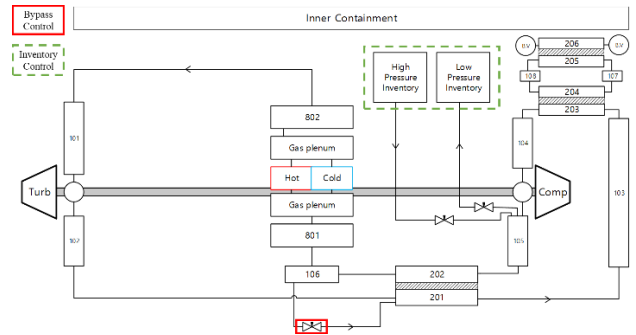 Bypass
Control
Inner Containment
Inventory
Control
High
Pressure
Inventory
Low
Pressure
Inventory
B.V
206
B.V
205
108
107
204
203
802
101
104
103
Gas plenum
Hot
Cold
Turb
Comp
Gas plenum
801
102
105
106
202
201